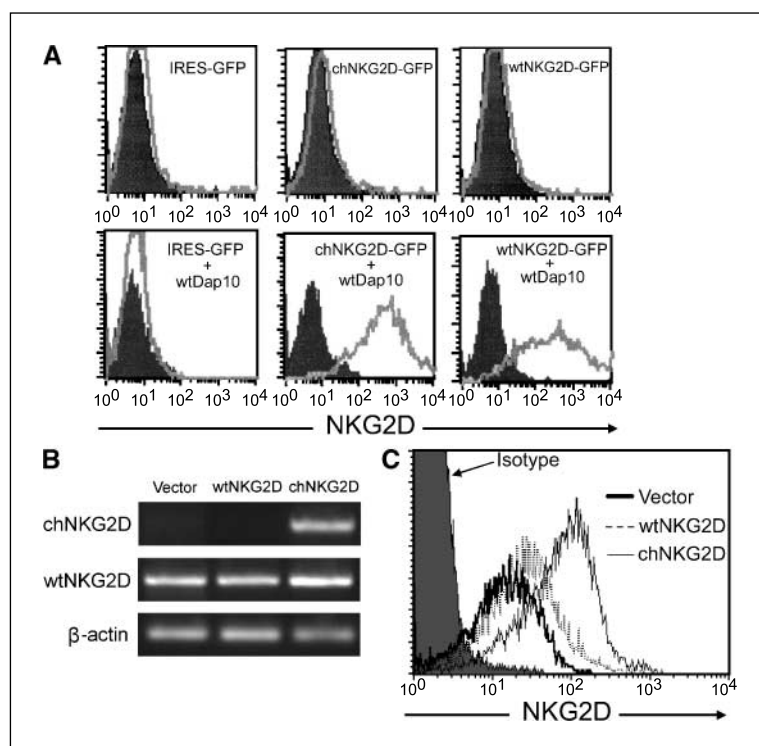 A
IRES-GFP
chNKG2D-GFP
wtNKG2D-GFP
10⁰ 10¹ 10² 10³ 10⁴
10⁰ 10¹ 10² 10³ 10⁴
10⁰ 10¹ 10² 10³ 10⁴
IRES-GFP
+
wtDap10
chNKG2D-GFP
+
wtDap10
wtNKG2D-GFP
+
wtDap10
10⁰ 10¹ 10² 10³ 10⁴
10⁰ 10¹ 10² 10³ 10⁴
10⁰ 10¹ 10² 10³ 10⁴
NKG2D
B
Vector wtNKG2D chNKG2D
chNKG2D
wtNKG2D
β-actin
C
Isotype
Vector
wtNKG2D
chNKG2D
10⁰ 10¹ 10² 10³ 10⁴
NKG2D